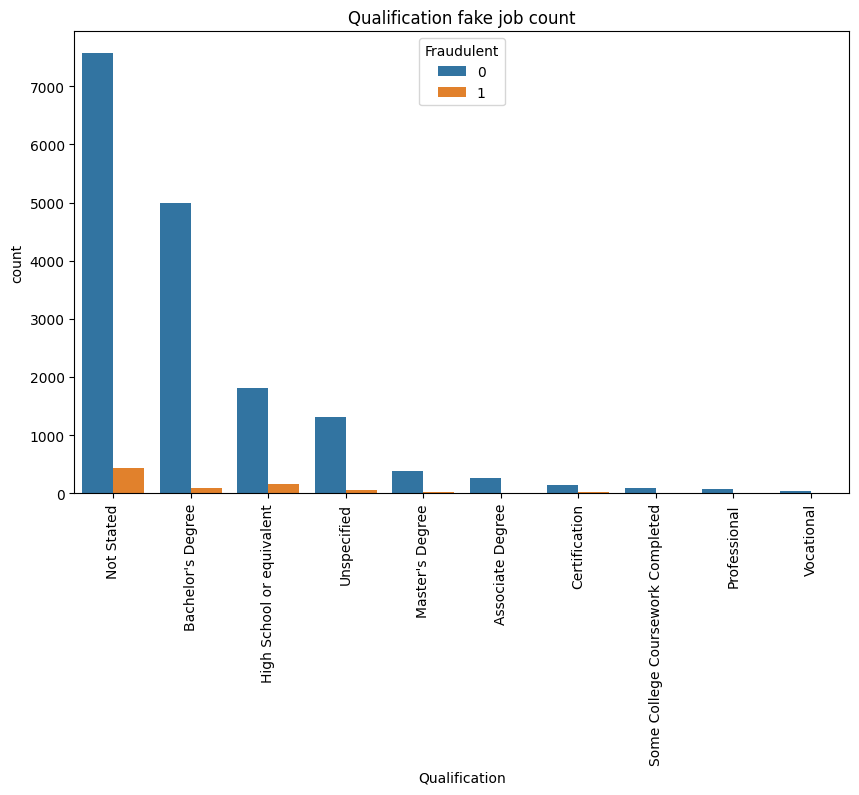 Qualification fake job count
Fraudulent
0
1
count
7000
6000
5000
4000
3000
2000
1000
0
Not Stated
Bachelor's Degree
High School or equivalent
Unspecified
Master's Degree
Associate Degree
Certification
Some College Coursework Completed
Professional
Vocational
Qualification